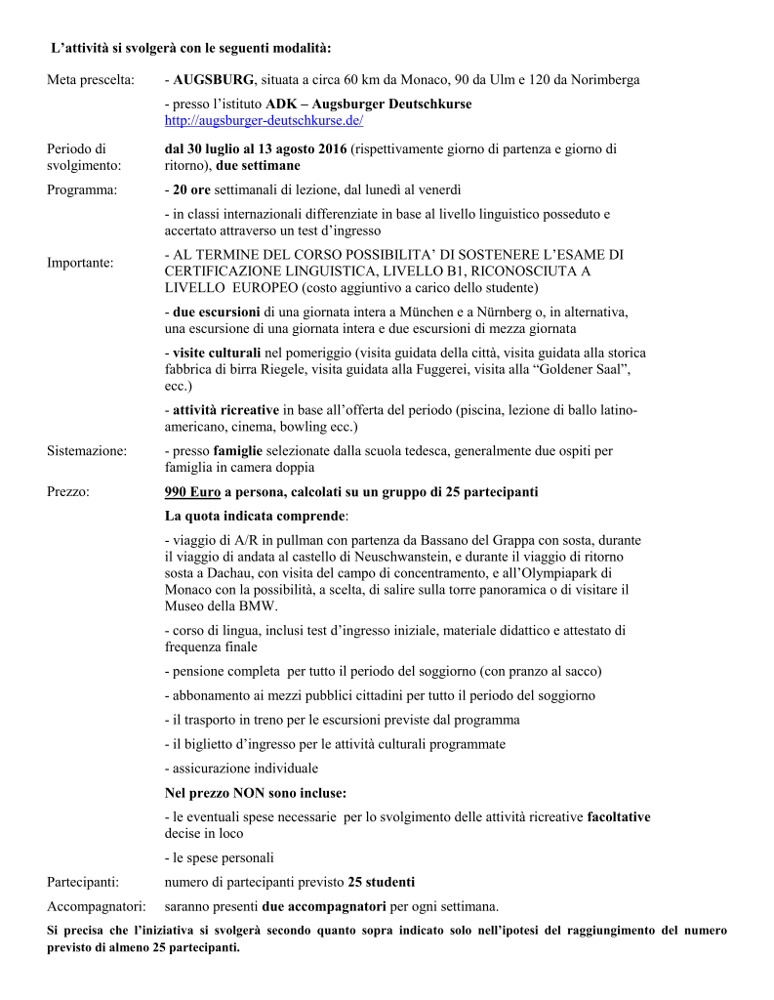 L’attività si svolgerà con le seguenti modalità:
Meta prescelta: - AUGSBURG, situata a circa 60 km da Monaco, 90 da Ulm e 120 da Norimberga
- presso l’istituto ADK – Augsburger Deutschkurse
http://augsburger-deutschkurse.de/
Periodo di svolgimento: dal 30 luglio al 13 agosto 2016 (rispettivamente giorno di partenza e giorno di
ritorno), due settimane
Programma: - 20 ore settimanali di lezione, dal lunedì al venerdì
- in classi internazionali differenziate in base al livello linguistico posseduto e
accertato attraverso un test d’ingresso
Importante: - AL TERMINE DEL CORSO POSSIBILITA’ DI SOSTENERE L’ESAME DI
CERTIFICAZIONE LINGUISTICA, LIVELLO B1, RICONOSCIUTA A
LIVELLO EUROPEO (costo aggiuntivo a carico dello studente)
- due escursioni di una giornata intera a München e a Nürnberg o, in alternativa,
una escursione di una giornata intera e due escursioni di mezza giornata
- visite culturali nel pomeriggio (visita guidata della città, visita guidata alla storica
fabbrica di birra Riegele, visita guidata alla Fuggerei, visita alla “Goldener Saal”,
ecc.)
- attività ricreative in base all’offerta del periodo (piscina, lezione di ballo latino-
americano, cinema, bowling ecc.)
Sistemazione: - presso famiglie selezionate dalla scuola tedesca, generalmente due ospiti per
famiglia in camera doppia
Prezzo: 990 Euro a persona, calcolati su un gruppo di 25 partecipanti
La quota indicata comprende:
- viaggio di A/R in pullman con partenza da Bassano del Grappa con sosta, durante
il viaggio di andata al castello di Neuschwanstein, e durante il viaggio di ritorno
sosta a Dachau, con visita del campo di concentramento, e all’Olympiapark di
Monaco con la possibilità, a scelta, di salire sulla torre panoramica o di visitare il
Museo della BMW.
- corso di lingua, inclusi test d’ingresso iniziale, materiale didattico e attestato di
frequenza finale
- pensione completa per tutto il periodo del soggiorno (con pranzo al sacco)
- abbonamento ai mezzi pubblici cittadini per tutto il periodo del soggiorno
- il trasporto in treno per le escursioni previste dal programma
- il biglietto d’ingresso per le attività culturali programmate
- assicurazione individuale
Nel prezzo NON sono incluse:
- le eventuali spese necessarie per lo svolgimento delle attività ricreative facoltative
decise in loco
- le spese personali
Partecipanti: numero di partecipanti previsto 25 studenti
Accompagnatori: saranno presenti due accompagnatori per ogni settimana.
Si precisa che l’iniziativa si svolgerà secondo quanto sopra indicato solo nell’ipotesi del raggiungimento del numero
previsto di almeno 25 partecipanti.